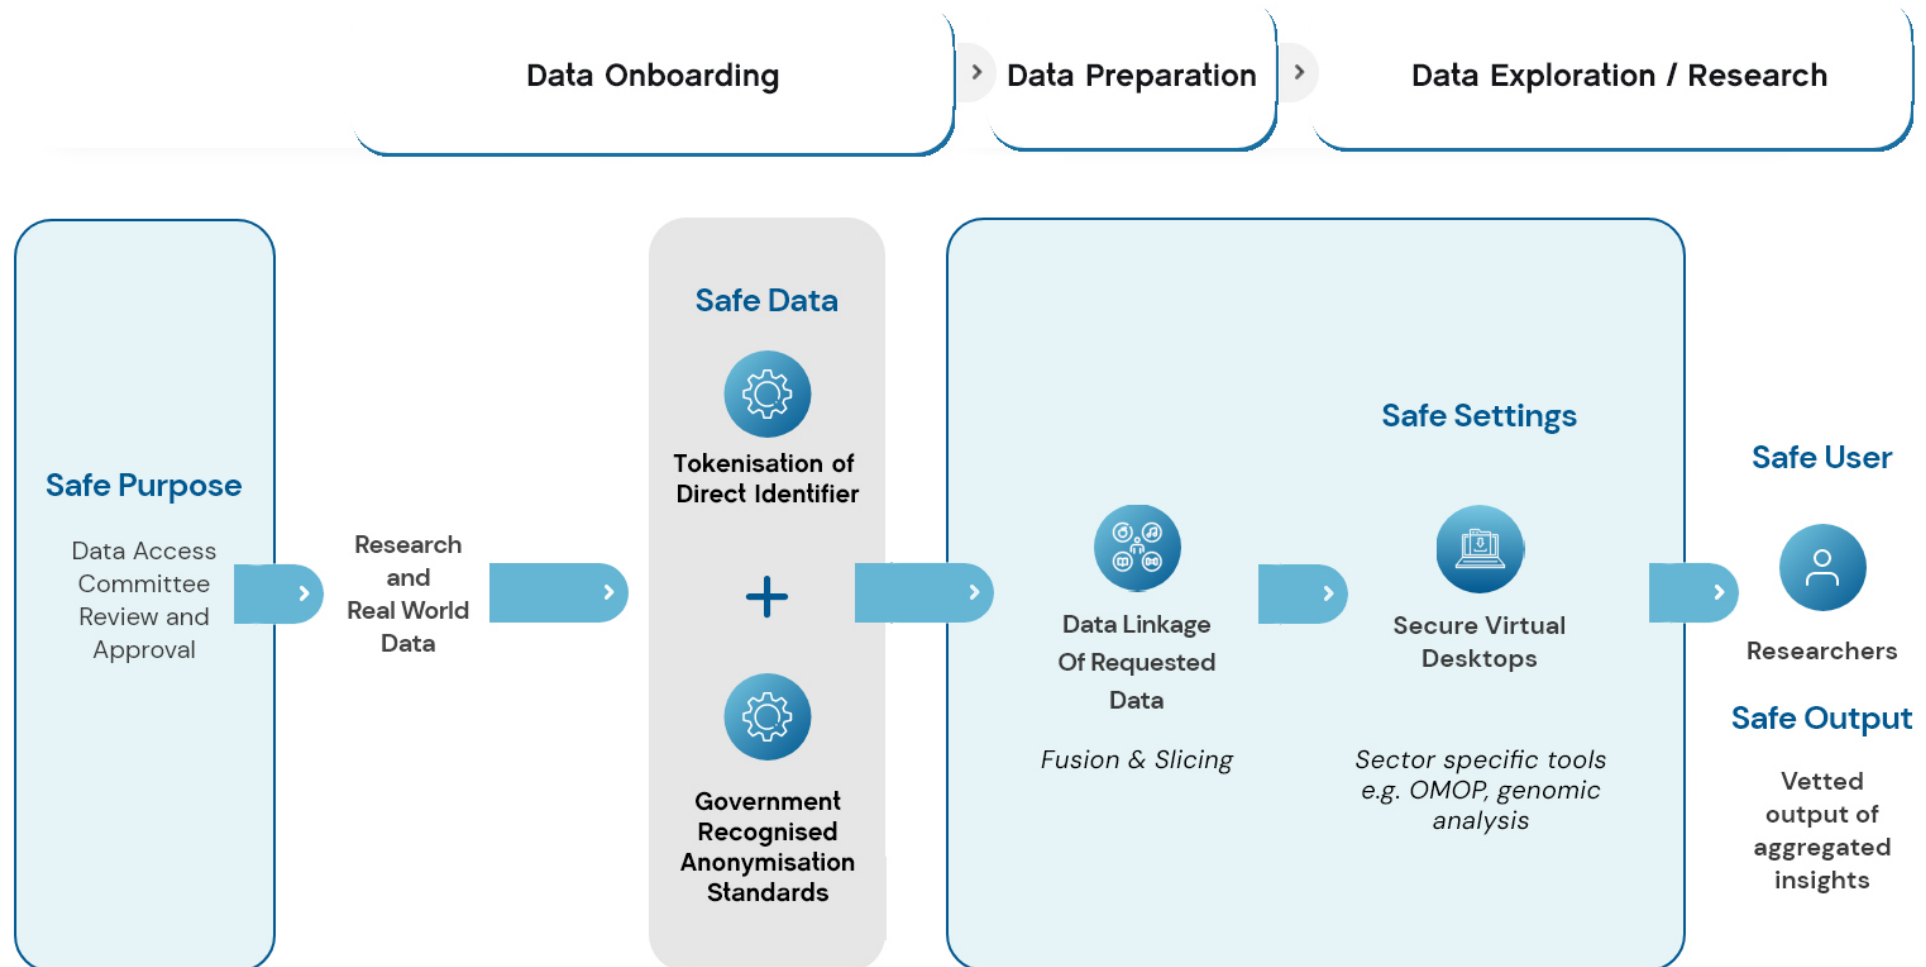 Data Onboarding
Data Preparation
Data Exploration / Research
Safe Purpose
Data Access
Committee
Review and
Approval
Research
and
Real World
Data
Safe Data
Tokenisation of
Direct Identifier
+
Government
Recognised
Anonymisation
Standards
Data Linkage
Of Requested
Data
Fusion & Slicing
Safe Settings
Secure Virtual
Desktops
Sector specific tools
e.g. OMOP, genomic
analysis
Safe User
Researchers
Safe Output
Vetted
output of
aggregated
insights